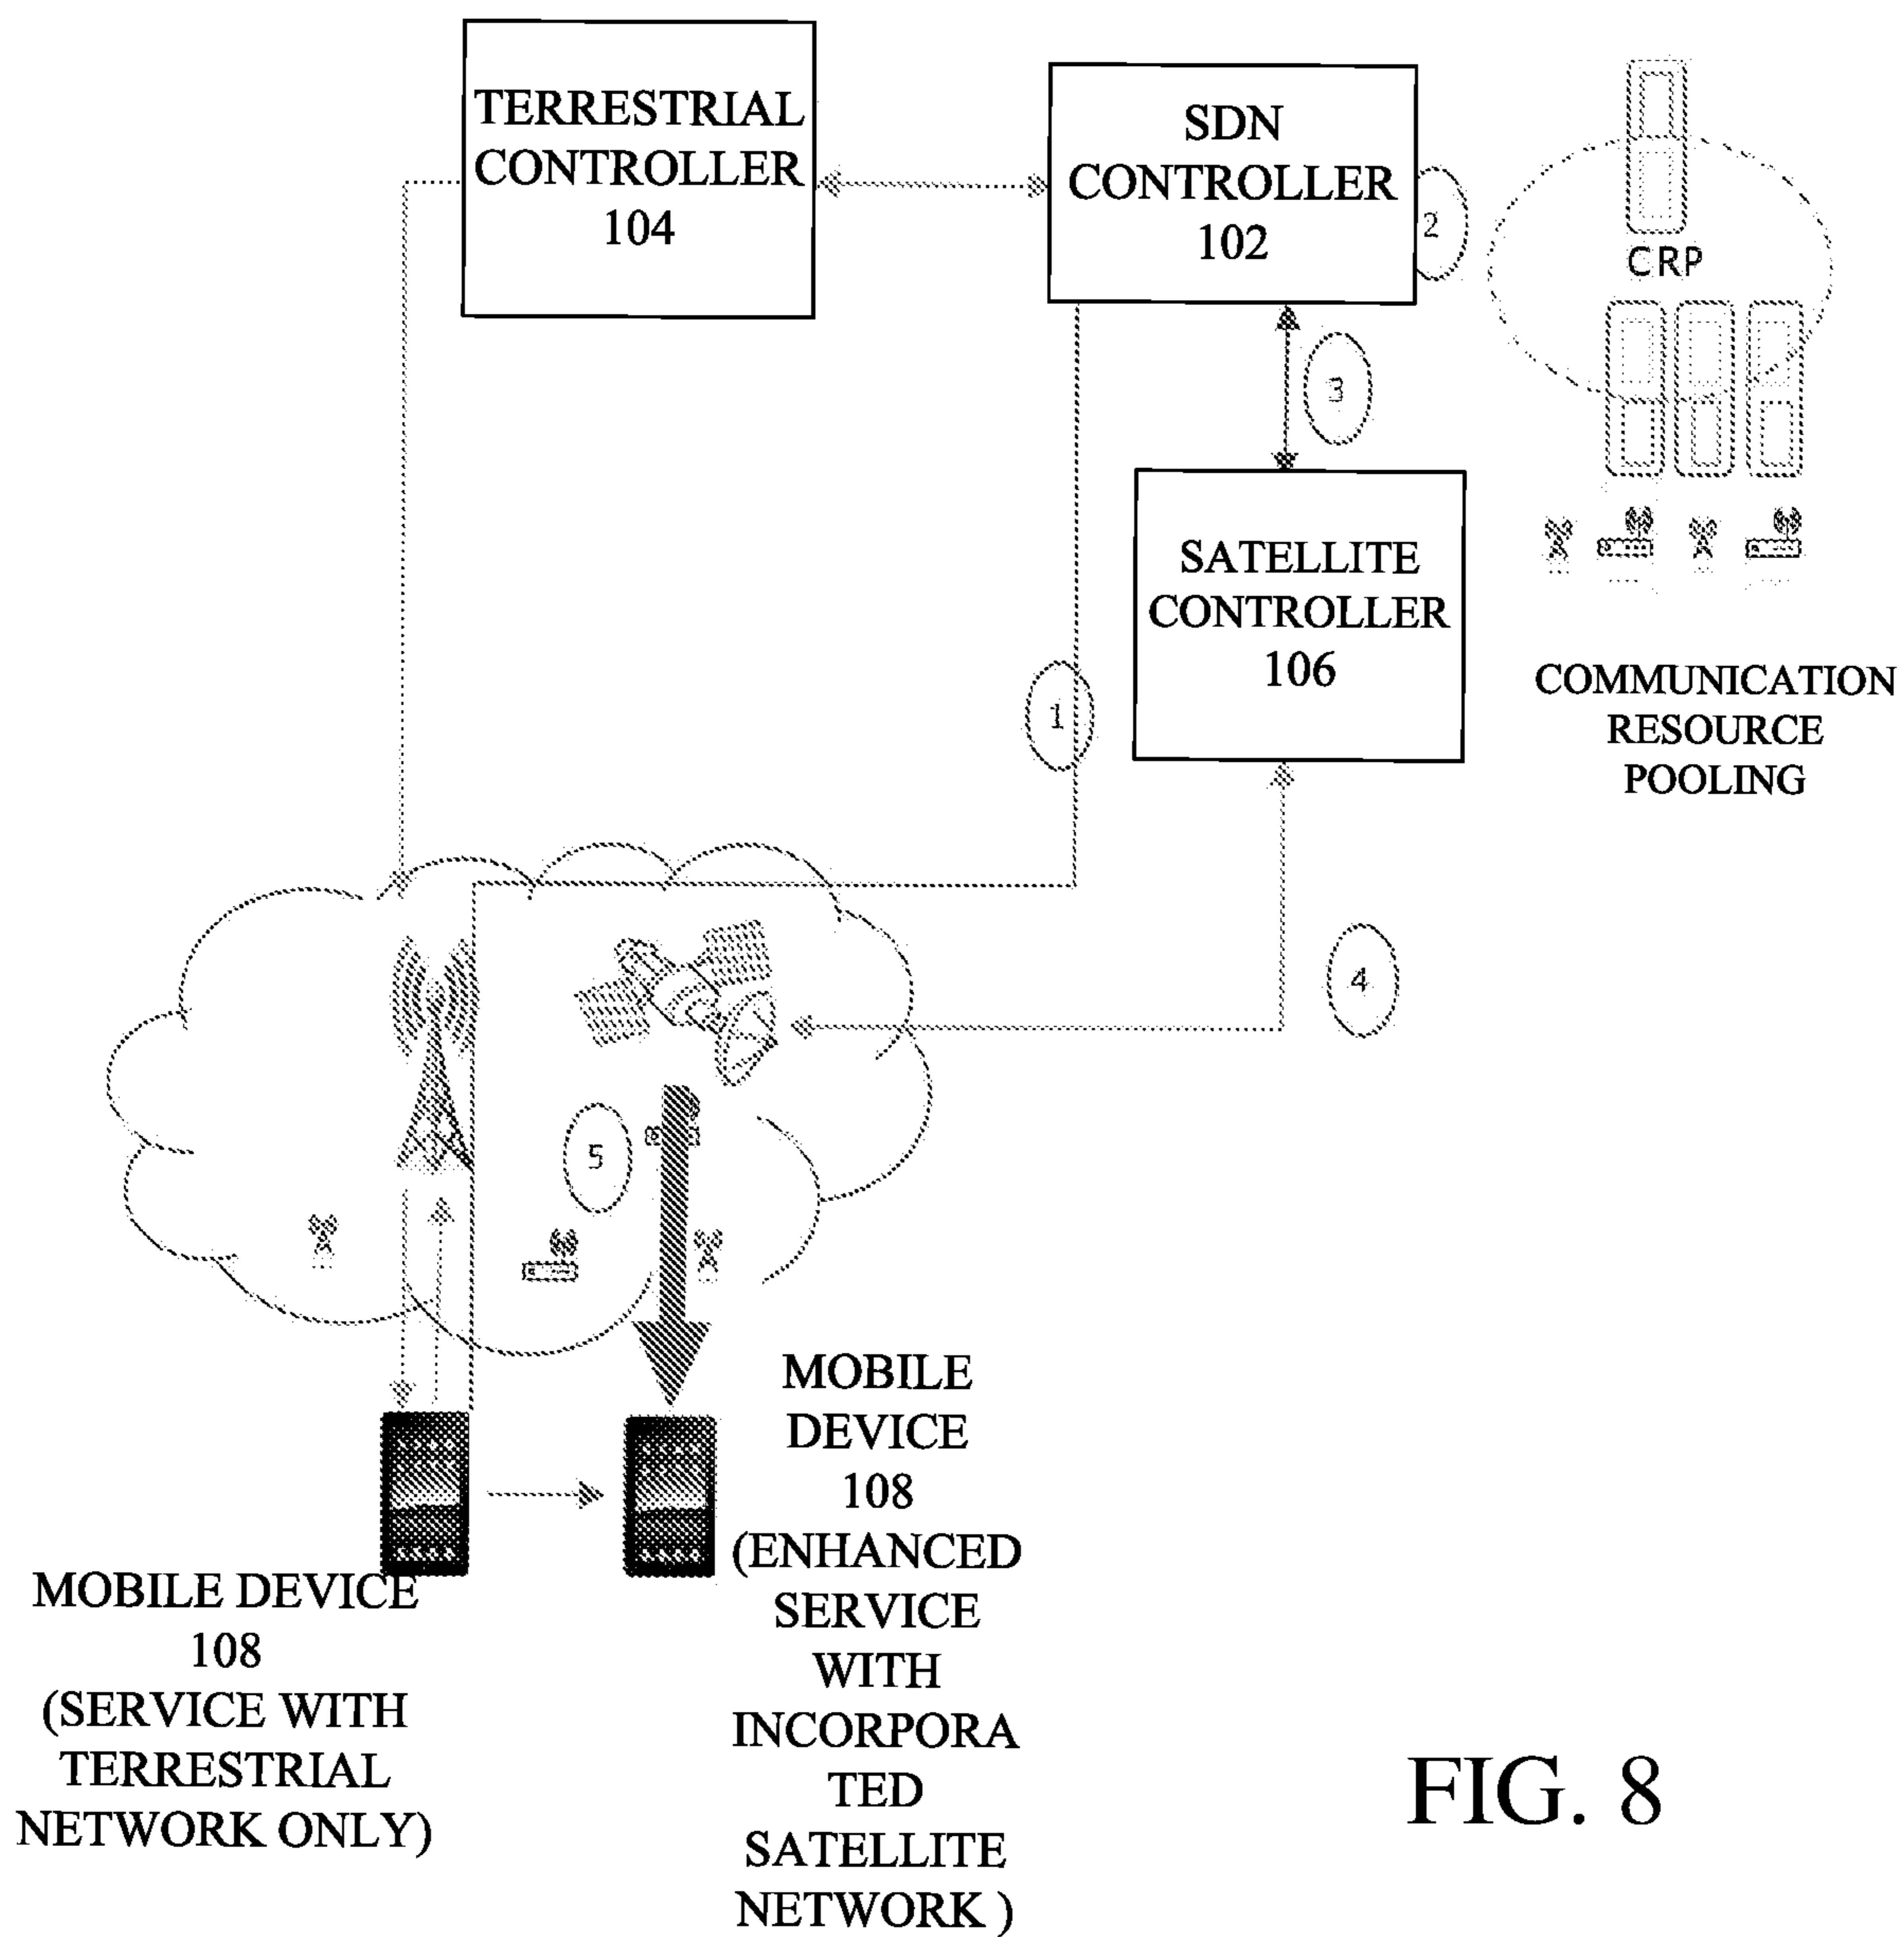 TERRESTRIAL
CONTROLLER
104
SDN
CONTROLLER
102
2
CRP
3
SATELLITE
CONTROLLER
106
COMMUNICATION
RESOURCE
POOLING
1
4
5
MOBILE DEVICE
108
(SERVICE WITH
TERRESTRIAL
NETWORK ONLY)
MOBILE
DEVICE
108
(ENHANCED
SERVICE
WITH
INCORPORA
TED
SATELLITE
NETWORK )
FIG. 8